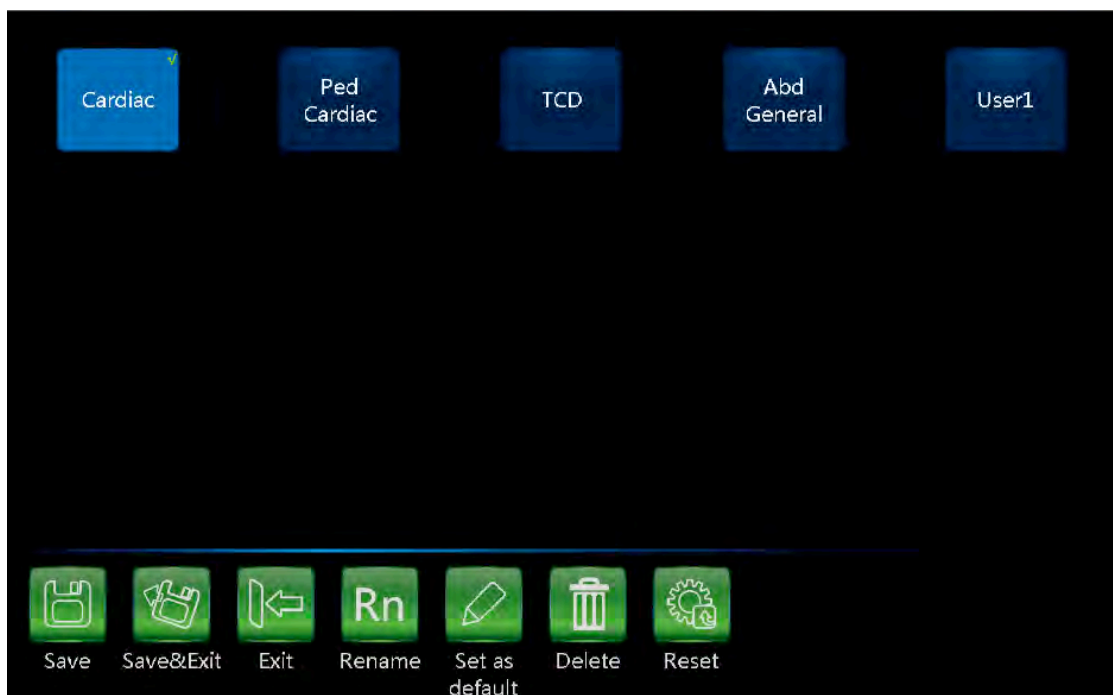 √
Cardiac
Ped
Cardiac
TCD
Abd
General
User1
Rn
Save
Save&Exit
Exit
Rename
Set as
default
Delete
Reset